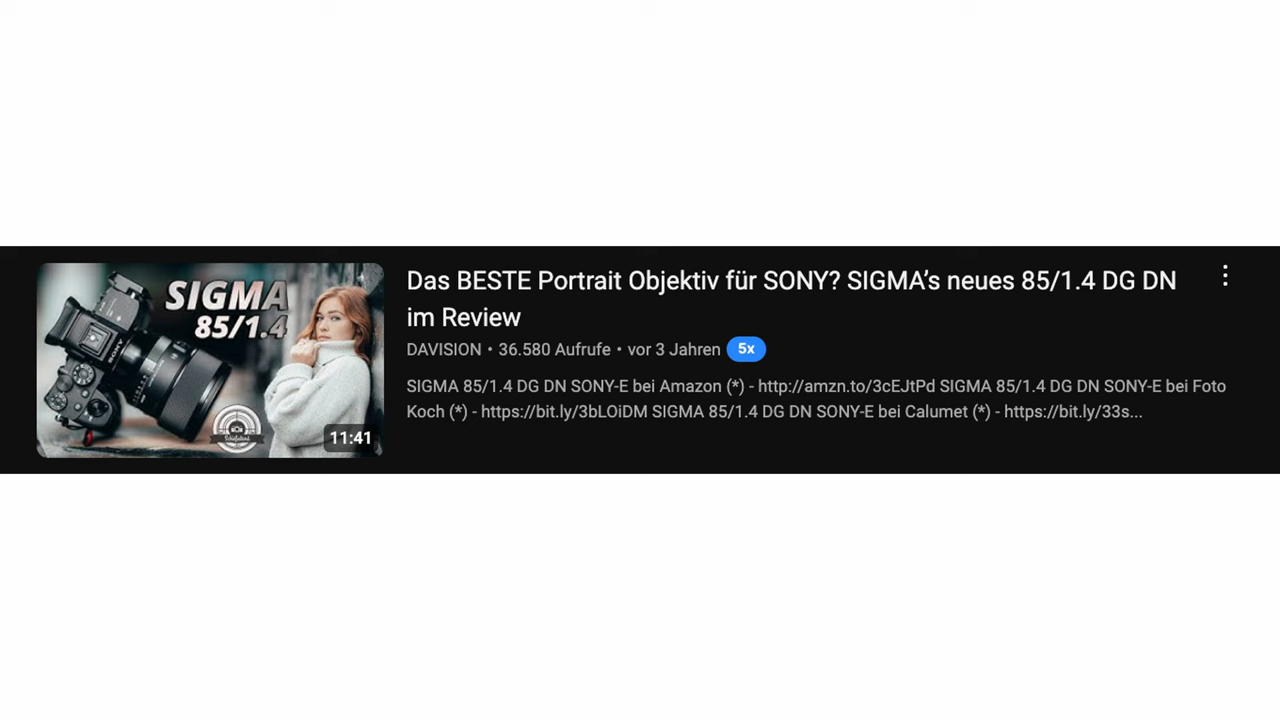 SIGMA
85/1.4
SONY
11:41
Das BESTE Portrait Objektiv für SONY? SIGMA’s neues 85/1.4 DG DN
im Review
DAVISION • 36.580 Aufrufe • vor 3 Jahren 5x
SIGMA 85/1.4 DG DN SONY-E bei Amazon (*) - http://amzn.to/3cEJtPd SIGMA 85/1.4 DG DN SONY-E bei Foto
Koch (*) - https://bit.ly/3bLOiDM SIGMA 85/1.4 DG DN SONY-E bei Calumet (*) - https://bit.ly/33s...